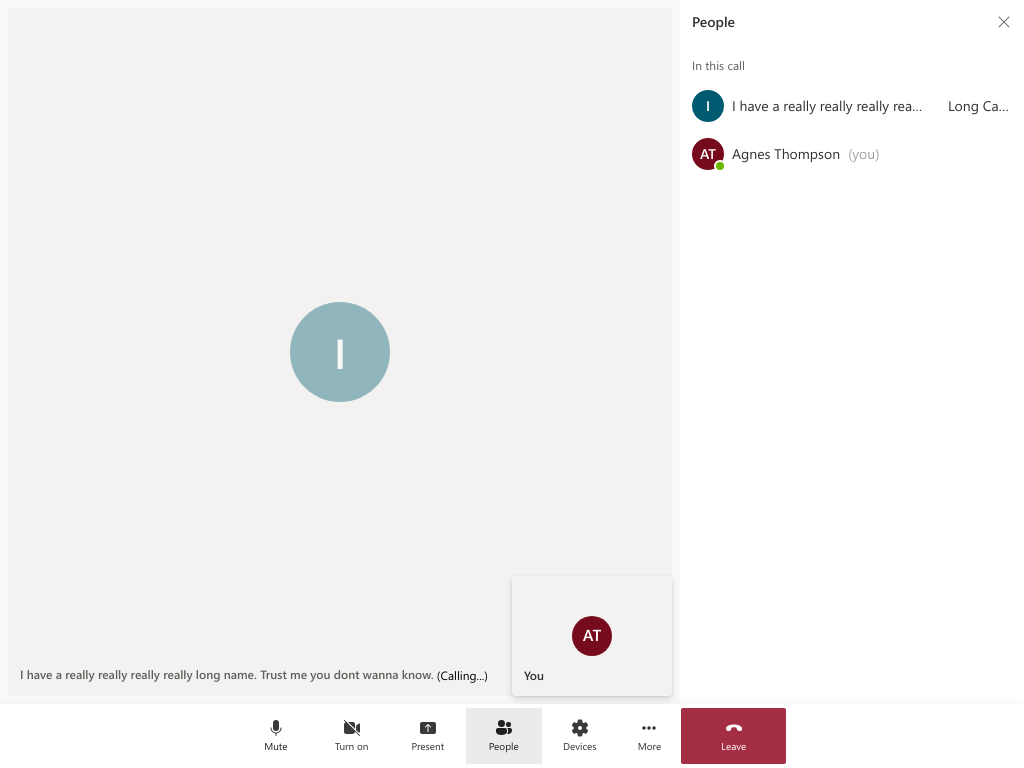 People
In this call
I I have a really really really rea... Long Ca...
AT Agnes Thompson (you)
I
AT
I have a really really really really long name. Trust me you dont wanna know. (Calling...)
You
Mute Turn on Present People Devices More Leave